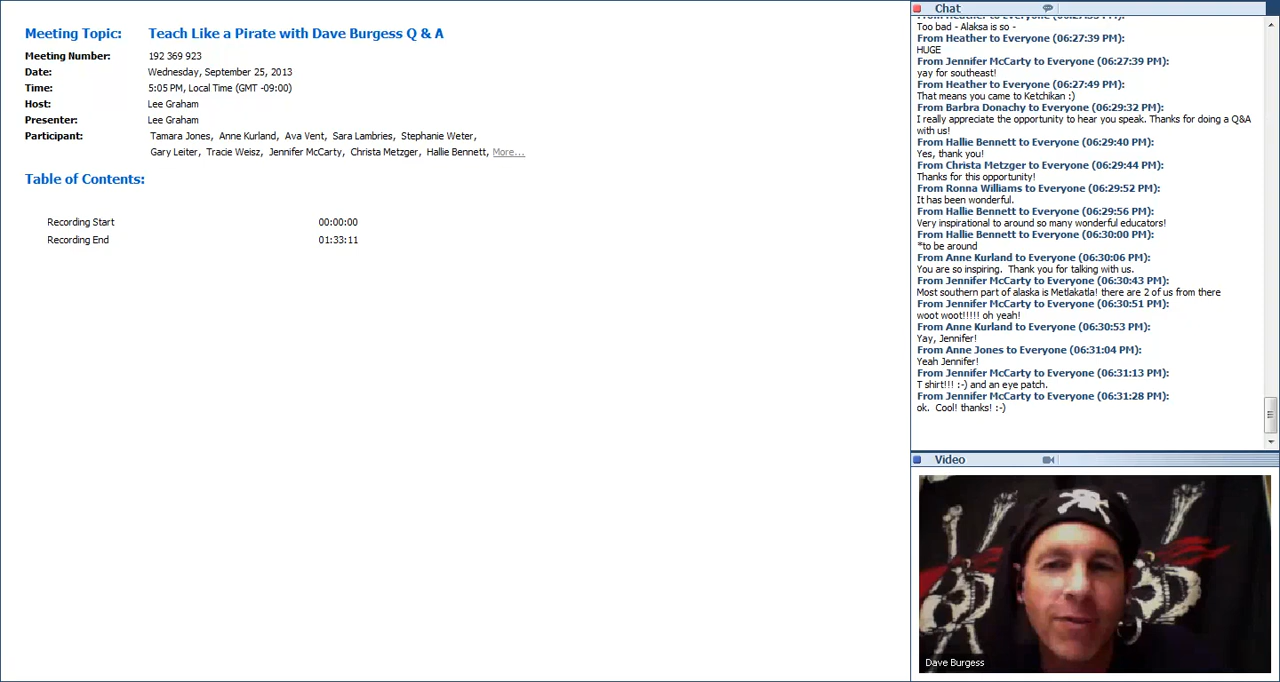 Meeting Topic: Teach Like a Pirate with Dave Burgess Q & A
Meeting Number: 192 369 923
Date: Wednesday, September 25, 2013
Time: 5:05 PM, Local Time (GMT -09:00)
Host: Lee Graham
Presenter: Lee Graham
Participant: Tamara Jones, Anne Kurland, Ava Vent, Sara Lambries, Stephanie Weter,
Gary Leiter, Tracie Weisz, Jennifer McCarty, Christa Metzger, Hallie Bennett, More...
Table of Contents:
Recording Start 00:00:00
Recording End 01:33:11
Chat
Too bad - Alaksa is so -
From Heather to Everyone (06:27:39 PM):
HUGE
From Jennifer McCarty to Everyone (06:27:39 PM):
yay for southeast!
From Heather to Everyone (06:27:49 PM):
That means you came to Ketchikan :)
From Barbra Donachy to Everyone (06:29:32 PM):
I really appreciate the opportunity to hear you speak. Thanks for doing a Q&A
with us!
From Hallie Bennett to Everyone (06:29:40 PM):
Yes, thank you!
From Christa Metzger to Everyone (06:29:44 PM):
Thanks for this opportunity!
From Ronna Williams to Everyone (06:29:52 PM):
It has been wonderful.
From Hallie Bennett to Everyone (06:29:56 PM):
Very inspirational to around so many wonderful educators!
From Hallie Bennett to Everyone (06:30:00 PM):
*to be around
From Anne Kurland to Everyone (06:30:06 PM):
You are so inspiring. Thank you for talking with us.
From Jennifer McCarty to Everyone (06:30:43 PM):
Most southern part of alaska is Metlakatla! there are 2 of us from there
From Jennifer McCarty to Everyone (06:30:51 PM):
woot woot!!!!! oh yeah!
From Anne Kurland to Everyone (06:30:53 PM):
Yay, Jennifer!
From Anne Jones to Everyone (06:31:04 PM):
Yeah Jennifer!
From Jennifer McCarty to Everyone (06:31:13 PM):
T shirt!!! :-) and an eye patch.
From Jennifer McCarty to Everyone (06:31:28 PM):
ok. Cool! thanks! :-)
Video
Dave Burgess